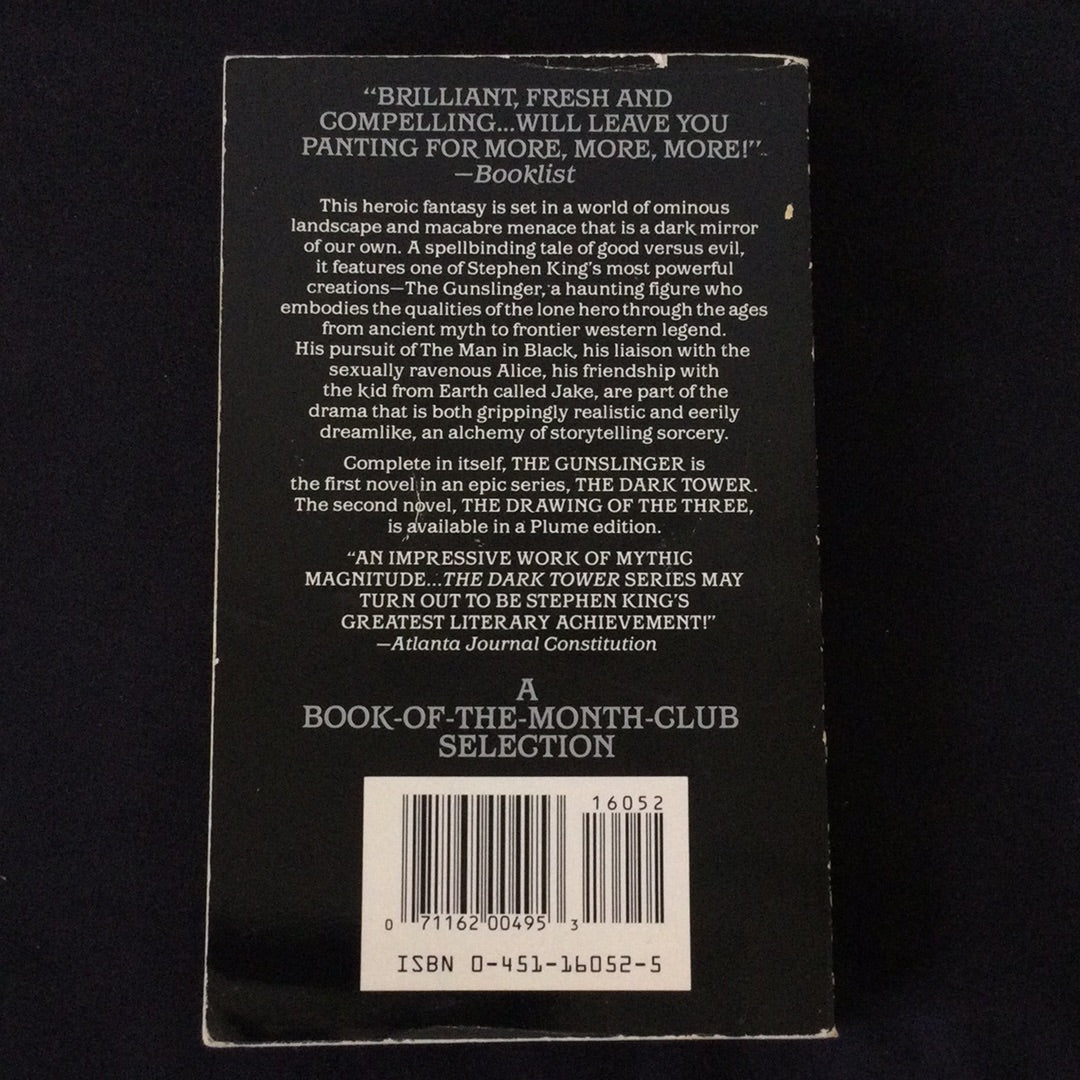 “BRILLIANT, FRESH AND
COMPELLING...WILL LEAVE YOU
PANTING FOR MORE, MORE, MORE!”
—Booklist
This heroic fantasy is set in a world of ominous
landscape and macabre menace that is a dark mirror
of our own. A spellbinding tale of good versus evil,
it features one of Stephen King's most powerful
creations—The Gunslinger, a haunting figure who
embodies the qualities of the lone hero through the ages
from ancient myth to frontier western legend.
His pursuit of The Man in Black, his liaison with the
sexually ravenous Alice, his friendship with
the kid from Earth called Jake, are part of the
drama that is both grippingly realistic and eerily
dreamlike, an alchemy of storytelling sorcery.
Complete in itself, THE GUNSLINGER is
the first novel in an epic series, THE DARK TOWER.
The second novel, THE DRAWING OF THE THREE,
is available in a Plume edition.
“AN IMPRESSIVE WORK OF MYTHIC
MAGNITUDE...THE DARK TOWER SERIES MAY
TURN OUT TO BE STEPHEN KING'S
GREATEST LITERARY ACHIEVEMENT!”
—Atlanta Journal Constitution
A
BOOK-OF-THE-MONTH-CLUB
SELECTION
16052
0 71162 00495 3
ISBN 0-451-16052-5